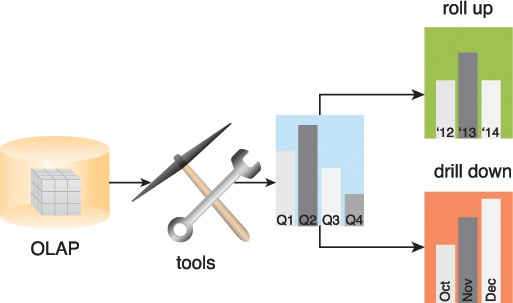 OLAP
tools
Q1 Q2 Q3 Q4
roll up
‘12 ‘13 ‘14
drill down
Oct
Nov
Dec